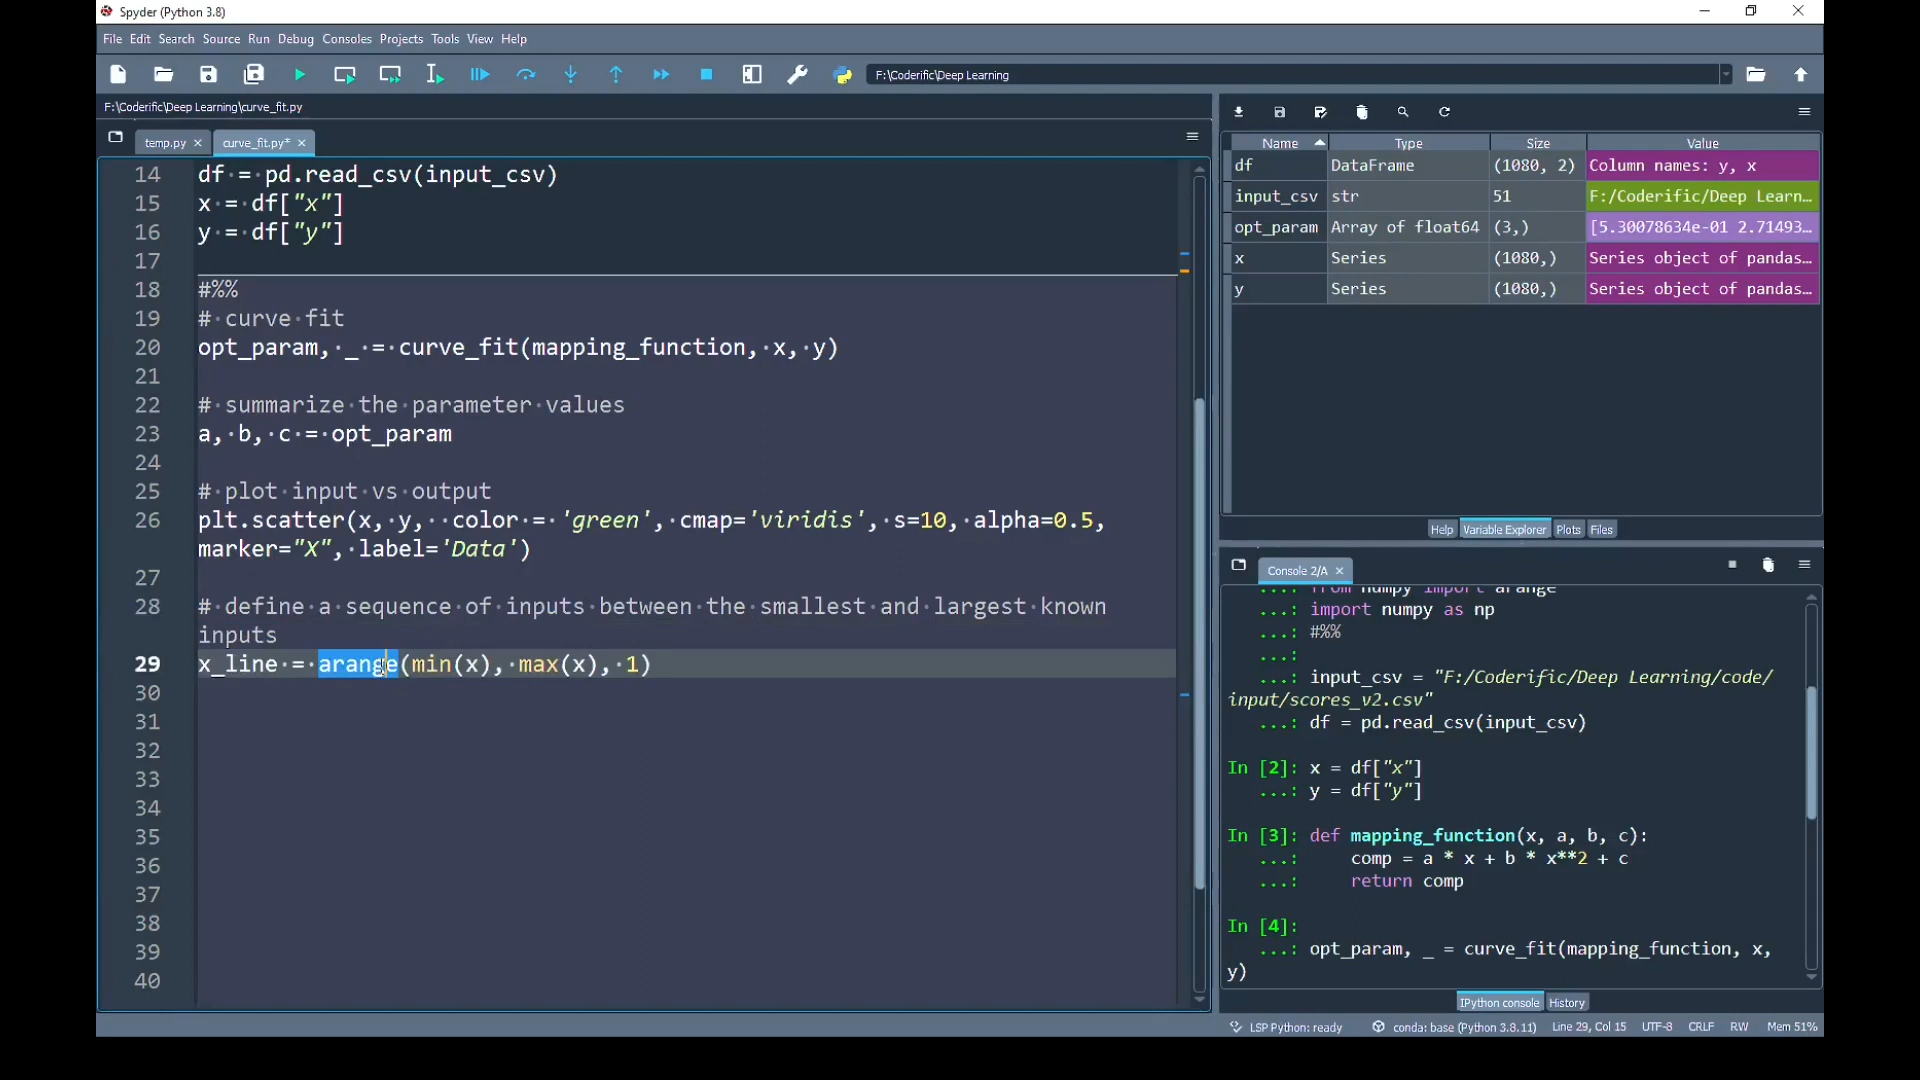 Spyder (Python 3.8)
File Edit Search Source Run Debug Consoles Projects Tools View Help
F:\Coderific\Deep Learning
F:\Coderific\Deep Learning\curve_fit.py
temp.py
curve_fit.py*
14 df = pd.read_csv(input_csv)
15 x = df["x"]
16 y = df["y"]
17
18 #%%
19 # curve fit
20 opt_param, _ = curve_fit(mapping_function, x, y)
21
22 # summarize the parameter values
23 a, b, c = opt_param
24
25 # plot input vs output
26 plt.scatter(x, y,  color = 'green', cmap='viridis', s=10, alpha=0.5,
marker="X", label='Data')
27
28 # define a sequence of inputs between the smallest and largest known
inputs
29 x_line = arange(min(x), max(x), 1)
30
31
32
33
34
35
36
37
38
39
40
Name Type Size Value
df DataFrame (1080, 2) Column names: y, x
input_csv str 51 F:/Coderific/Deep Learn…
opt_param Array of float64 (3,) [5.30078634e-01 2.71493…
x Series (1080,) Series object of pandas…
y Series (1080,) Series object of pandas…
Help Variable Explorer Plots Files
Console 2/A
...: from numpy import arange
...: import numpy as np
...: #%%
...:
...: input_csv = "F:/Coderific/Deep Learning/code/
input/scores_v2.csv"
...: df = pd.read_csv(input_csv)
In [2]: x = df["x"]
...: y = df["y"]
In [3]: def mapping_function(x, a, b, c):
...: comp = a * x + b * x**2 + c
...: return comp
In [4]:
...: opt_param, _ = curve_fit(mapping_function, x,
y)
IPython console History
LSP Python: ready conda: base (Python 3.8.11) Line 29, Col 15 UTF-8 CRLF RW Mem 51%